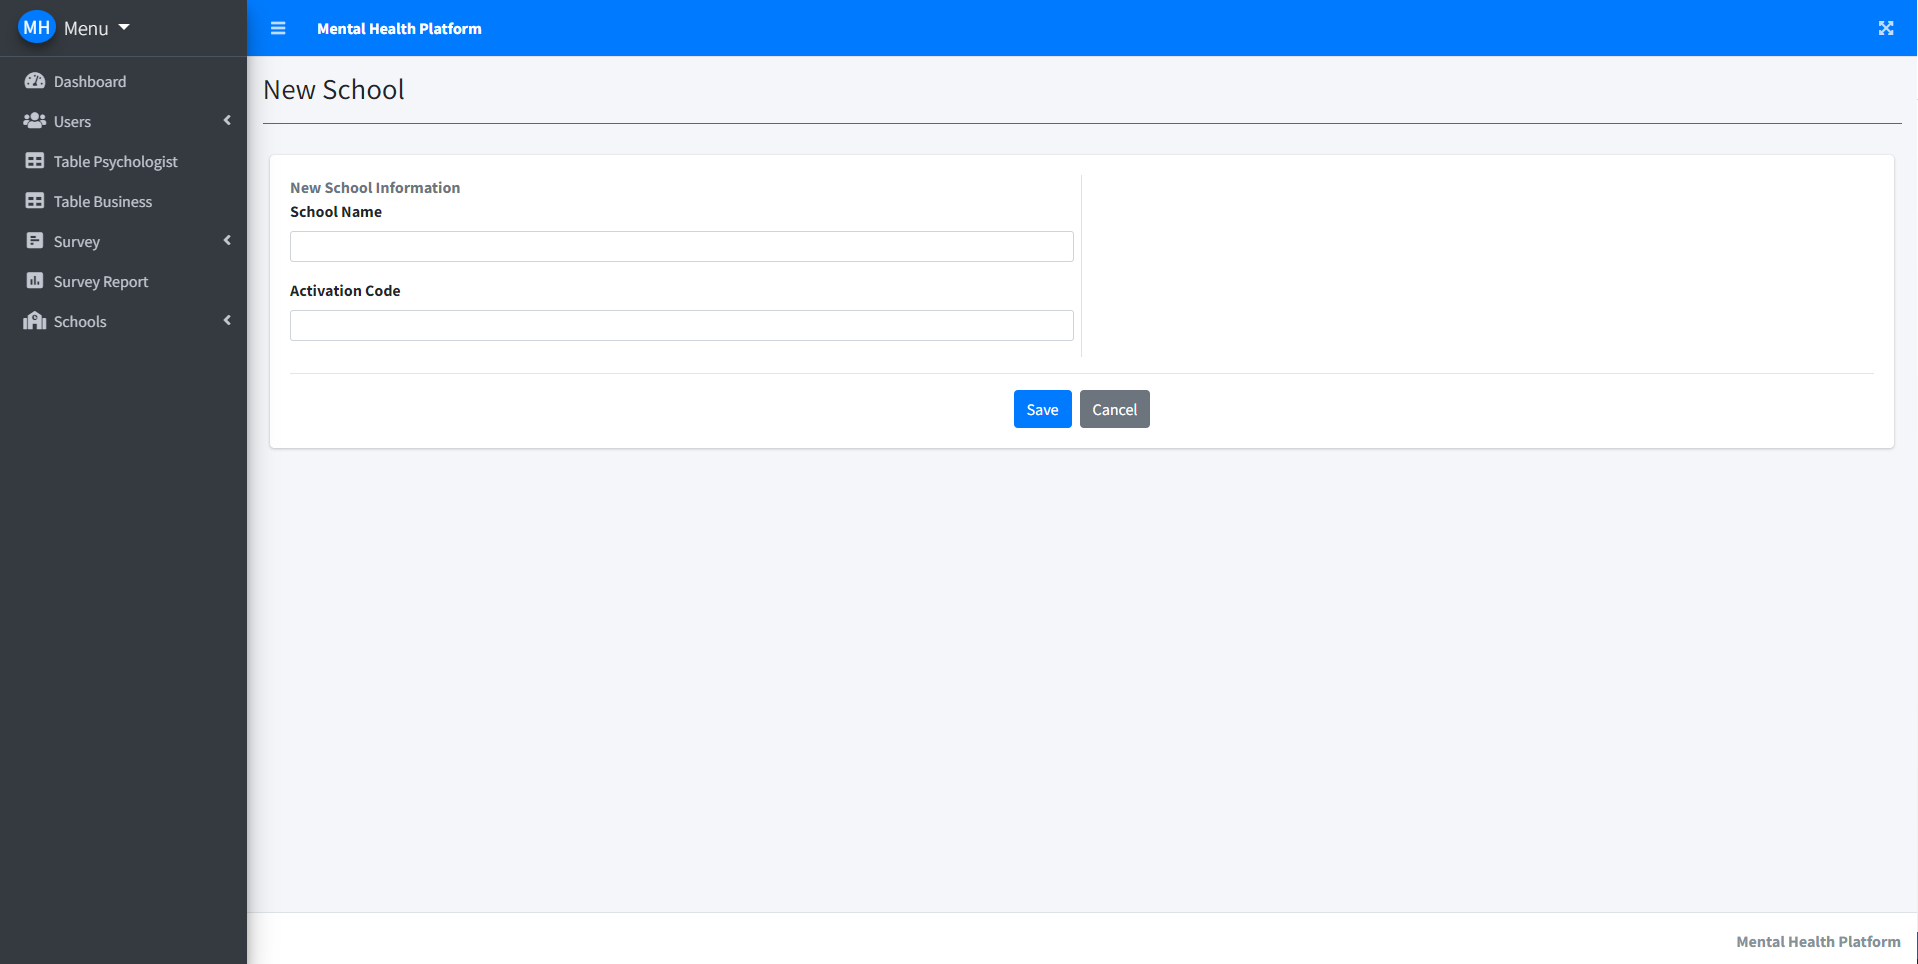 MH Menu
Mental Health Platform
Dashboard
Users
Table Psychologist
Table Business
Survey
Survey Report
Schools
New School
New School Information
School Name
Activation Code
Save Cancel
Mental Health Platform